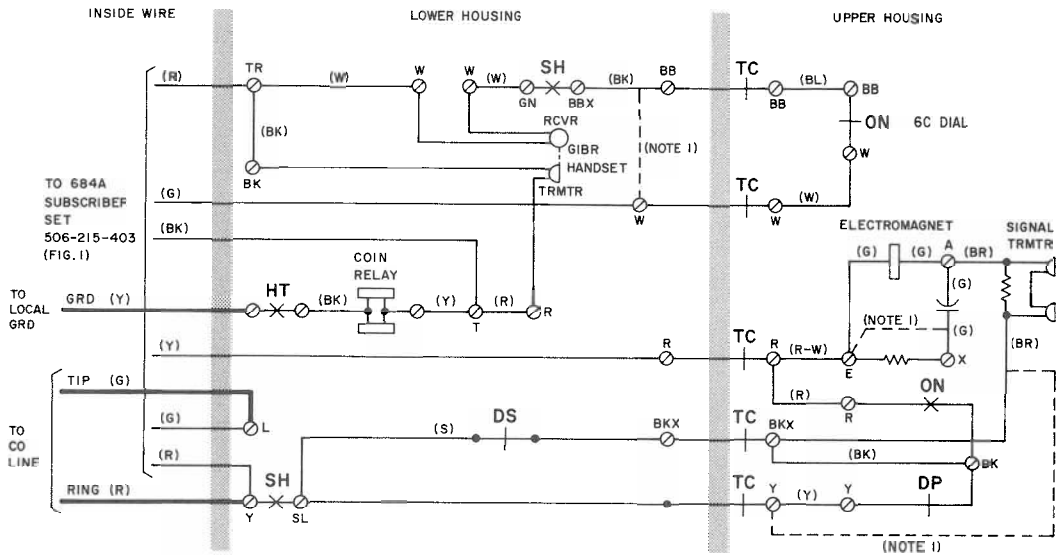 INSIDE WIRE
LOWER HOUSING
UPPER HOUSING
(R) TR (W) W W (W) SH (BK) BB TC (BL) BB
GN BBX BB
RCVR
GIBR
HANDSET
TRMTR
(BK)
BK
(NOTE 1)
ON 6C DIAL
W
TO 684A
SUBSCRIBER
SET
506-215-403
(FIG. 1)
(G) W TC W (W)
(BK)
ELECTROMAGNET
SIGNAL
TRMTR
(G) (G) A (BR)
(G)
COIN
RELAY
TO
LOCAL
GRD
GRD (Y) HT (BK) (Y) T (R) R
(NOTE 1) (G)
(BR)
(Y) R TC R (R-W) E X
(R) R ON
TIP (G)
(G) L
TO
CO
LINE
(S) DS BKX TC BKX
(BK) BK
(R)
RING (R) Y SH SL TC Y (Y) Y DP
(NOTE 1)